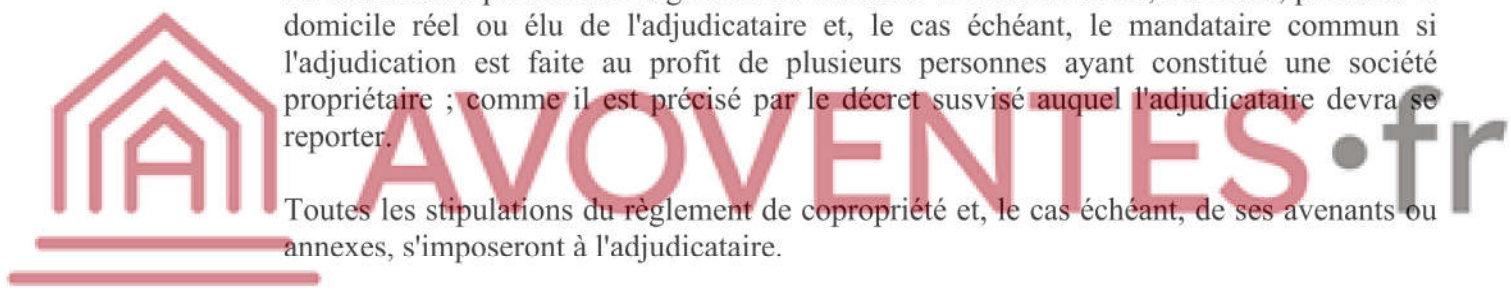 domicile réel ou élu de l'adjudicataire et, le cas échéant, le mandataire commun si
l'adjudication est faite au profit de plusieurs personnes ayant constitué une société
propriétaire ; comme il est précisé par le décret susvisé auquel l'adjudicataire devra se
reporter.
AVOVENTES•fr
Toutes les stipulations du règlement de copropriété et, le cas échéant, de ses avenants ou
annexes, s'imposeront à l'adjudicataire.